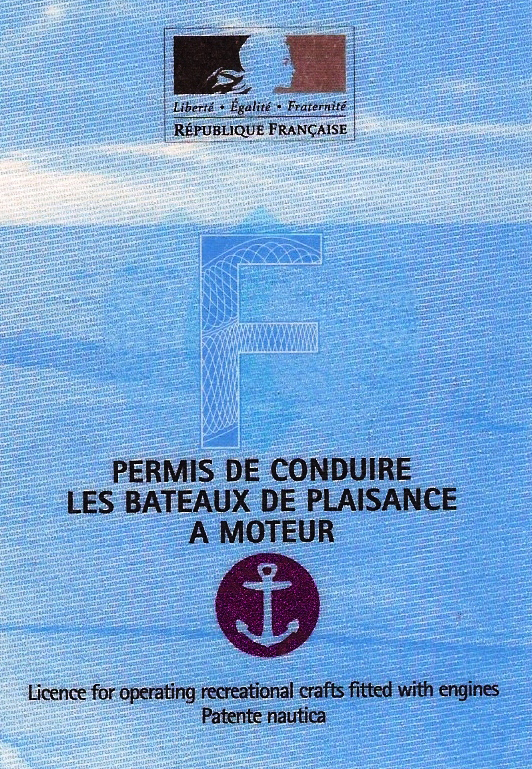 Liberté • Égalité • Fraternité
RÉPUBLIQUE FRANÇAISE
F
PERMIS DE CONDUIRE
LES BATEAUX DE PLAISANCE
A MOTEUR
Licence for operating recreational crafts fitted with engines
Patente nautica